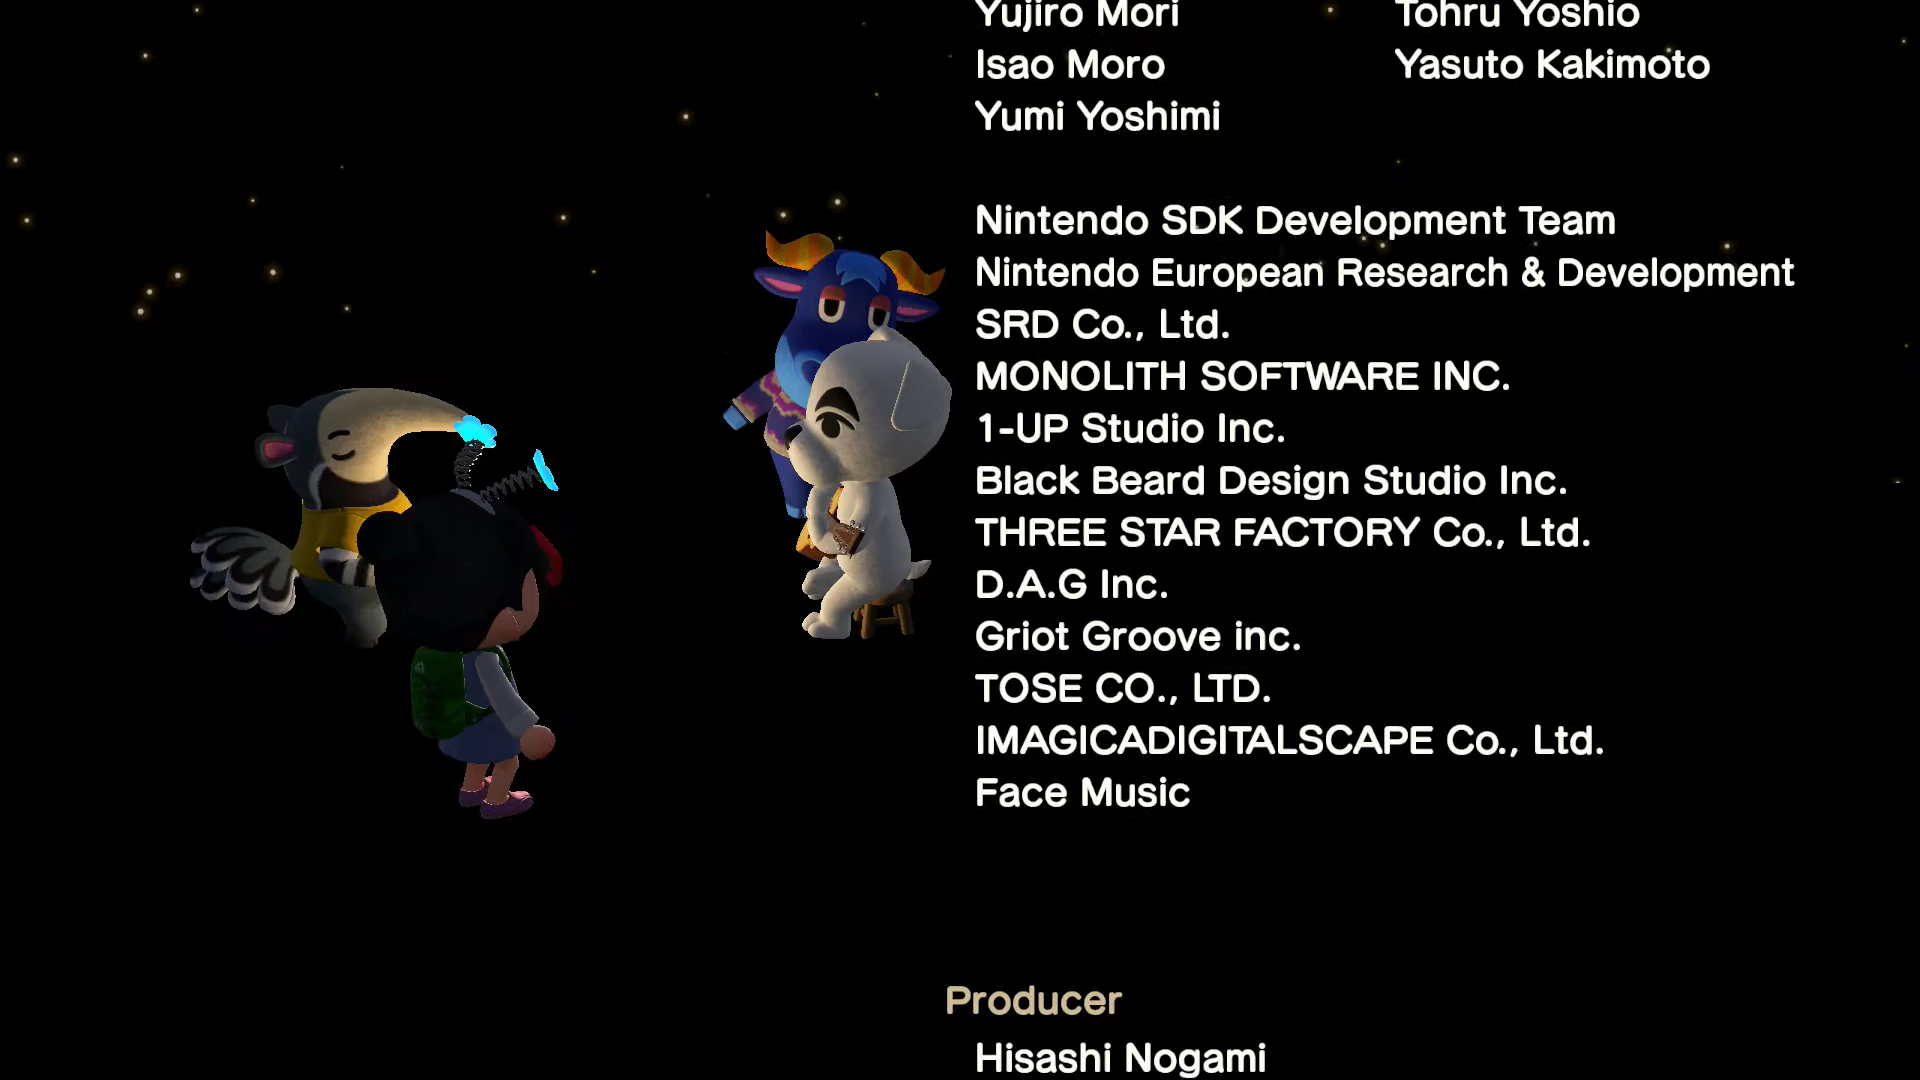 Yujiro Mori Tohru Yoshio
Isao Moro Yasuto Kakimoto
Yumi Yoshimi
Nintendo SDK Development Team
Nintendo European Research & Development
SRD Co., Ltd.
MONOLITH SOFTWARE INC.
1-UP Studio Inc.
Black Beard Design Studio Inc.
THREE STAR FACTORY Co., Ltd.
D.A.G Inc.
Griot Groove inc.
TOSE CO., LTD.
IMAGICADIGITALSCAPE Co., Ltd.
Face Music
Producer
Hisashi Nogami